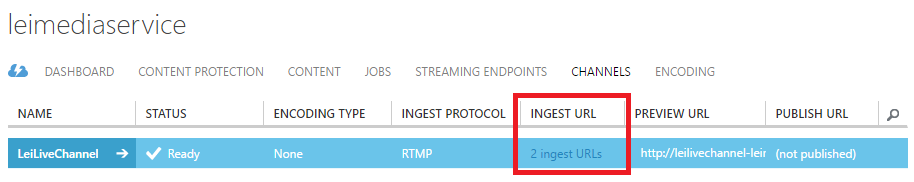 leimediaservice
DASHBOARD CONTENT PROTECTION CONTENT JOBS STREAMING ENDPOINTS CHANNELS ENCODING
NAME STATUS ENCODING TYPE INGEST PROTOCOL INGEST URL PREVIEW URL PUBLISH URL
LeiLiveChannel Ready None RTMP 2 ingest URLs http://leilivechannel-leir (not published)